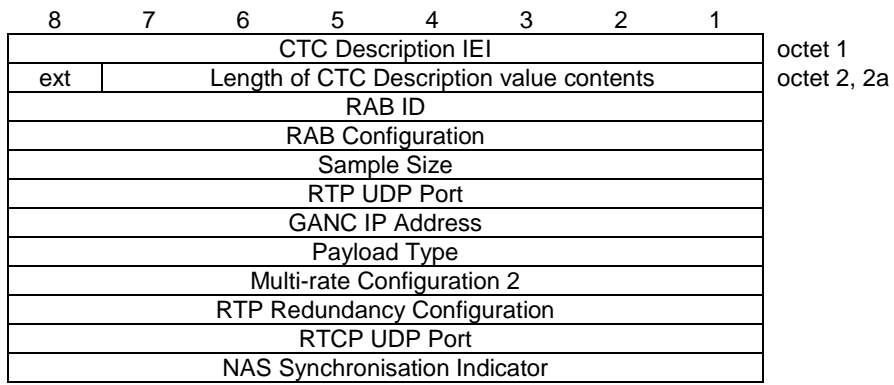 8 7 6 5 4 3 2 1
CTC Description IEI octet 1
ext Length of CTC Description value contents octet 2, 2a
RAB ID
RAB Configuration
Sample Size
RTP UDP Port
GANC IP Address
Payload Type
Multi-rate Configuration 2
RTP Redundancy Configuration
RTCP UDP Port
NAS Synchronisation Indicator